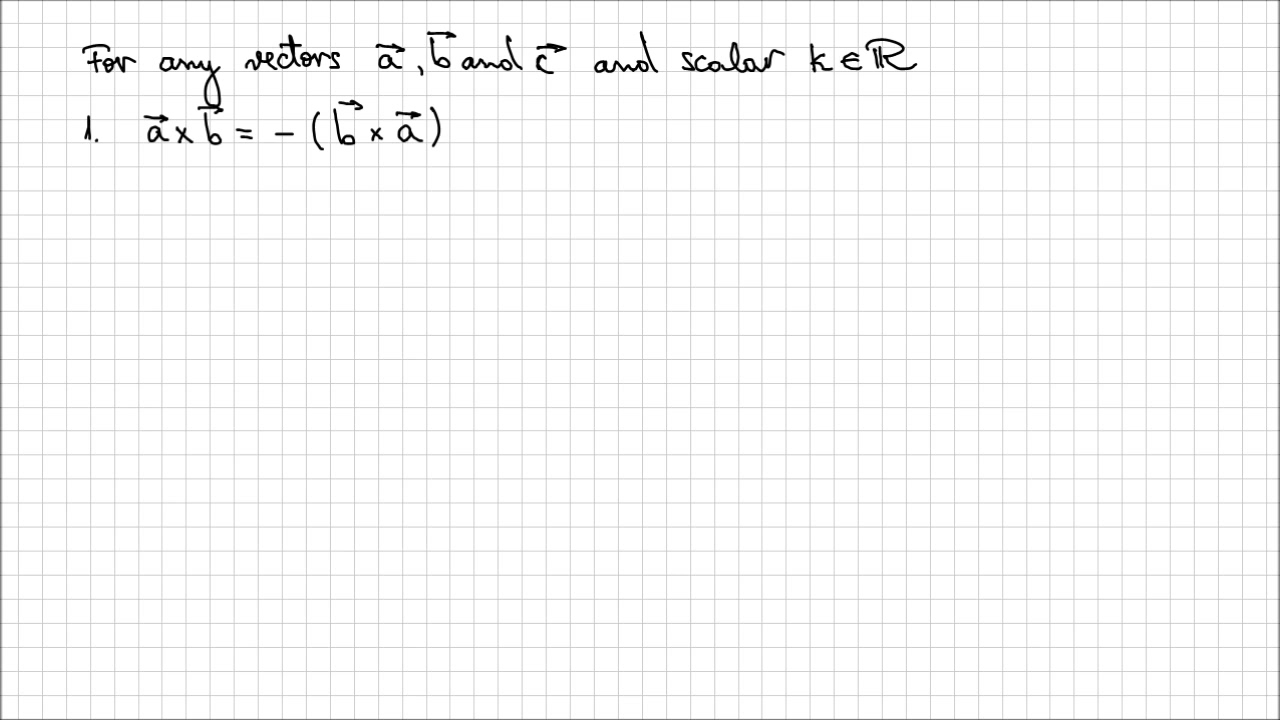 For any vectors a⃗, b⃗ and c⃗ and scalar k ∈ ℝ
1. a⃗ × b⃗ = - (b⃗ × a⃗)